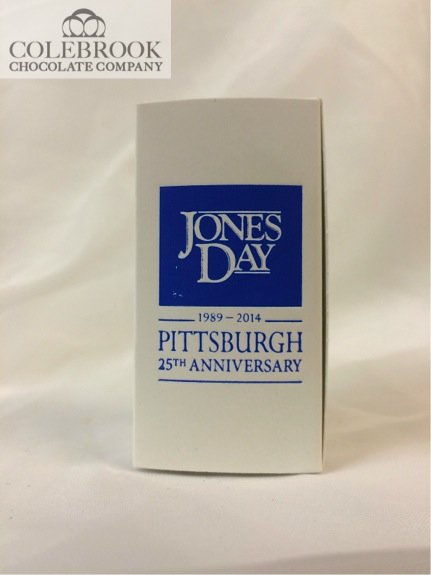 COLEBROOK
CHOCOLATE COMPANY
JONES
DAY
1989 – 2014
PITTSBURGH
25TH ANNIVERSARY